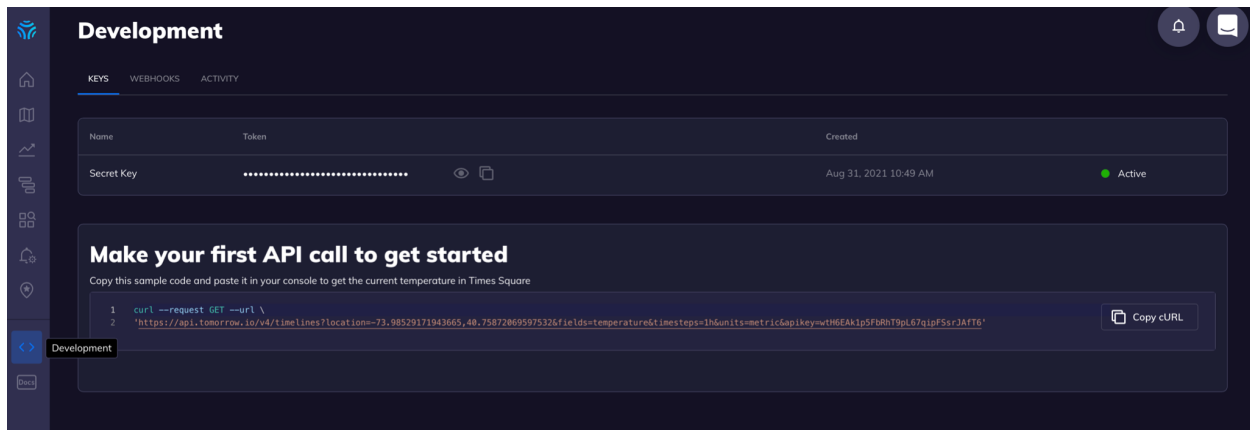 Development
KEYS WEBHOOKS ACTIVITY
Name Token Created
Secret Key •••••••••••••••••••••••••••••••• Aug 31, 2021 10:49 AM Active
Make your first API call to get started
Copy this sample code and paste it in your console to get the current temperature in Times Square
1 curl --request GET --url \
2 'https://api.tomorrow.io/v4/timelines?location=-73.98529171943665,40.75872069597532&fields=temperature&timesteps=1h&units=metric&apikey=wtH6EAk1p5FbRhT9pL67qipFSsrJAfT6'
Copy cURL
Development
Docs